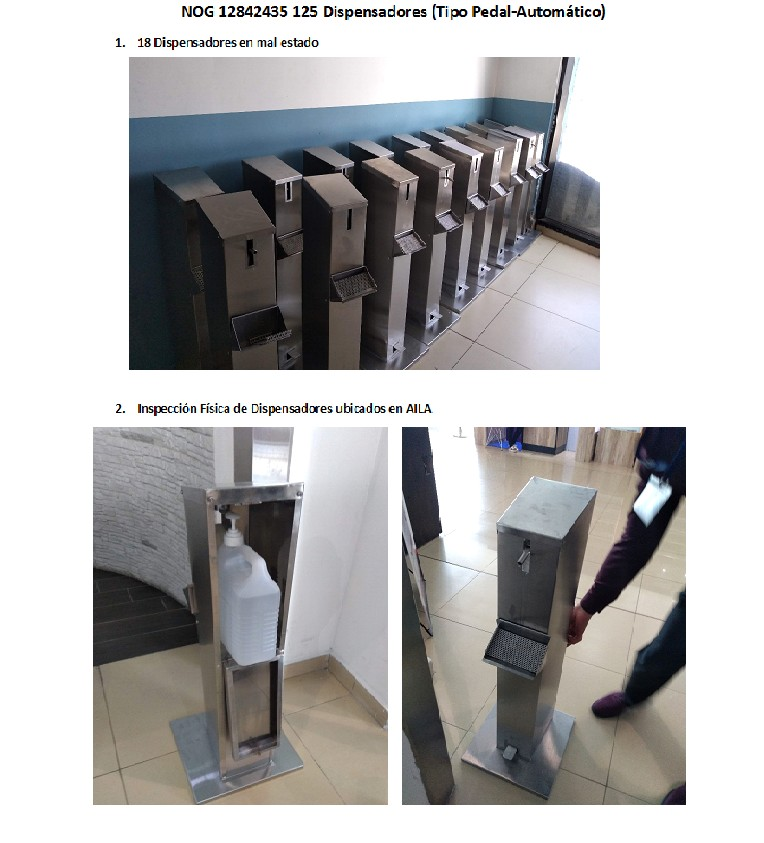 NOG 12842435 125 Dispensadores (Tipo Pedal-Automático)
1. 18 Dispensadores en mal estado
2. Inspección Física de Dispensadores ubicados en AILA.